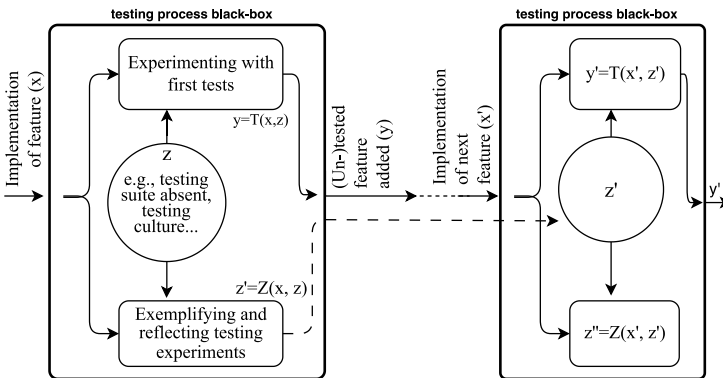 testing process black-box
testing process black-box
Implementation
of feature (x)
Experimenting with
first tests
y=T(x,z)
z
e.g., testing
suite absent,
testing
culture...
z'=Z(x, z)
Exemplifying and
reflecting testing
experiments
(Un-)tested
feature
added (y)
Implementation
of next
feature (x')
y'=T(x', z')
z'
y'
z''=Z(x', z')